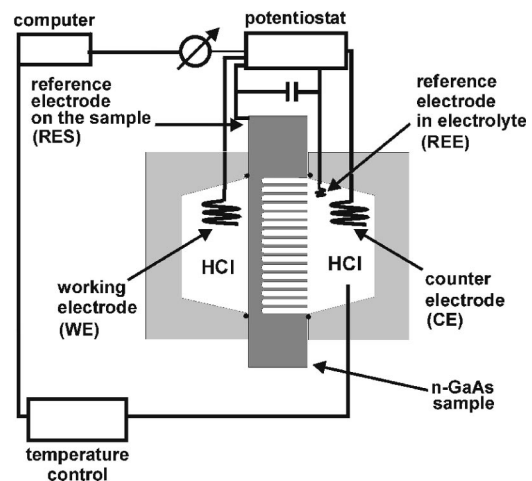 computer
potentiostat
reference
electrode
on the sample
(RES)
reference
electrode
in electrolyte
(REE)
HCl
HCl
working
electrode
(WE)
counter
electrode
(CE)
n-GaAs
sample
temperature
control